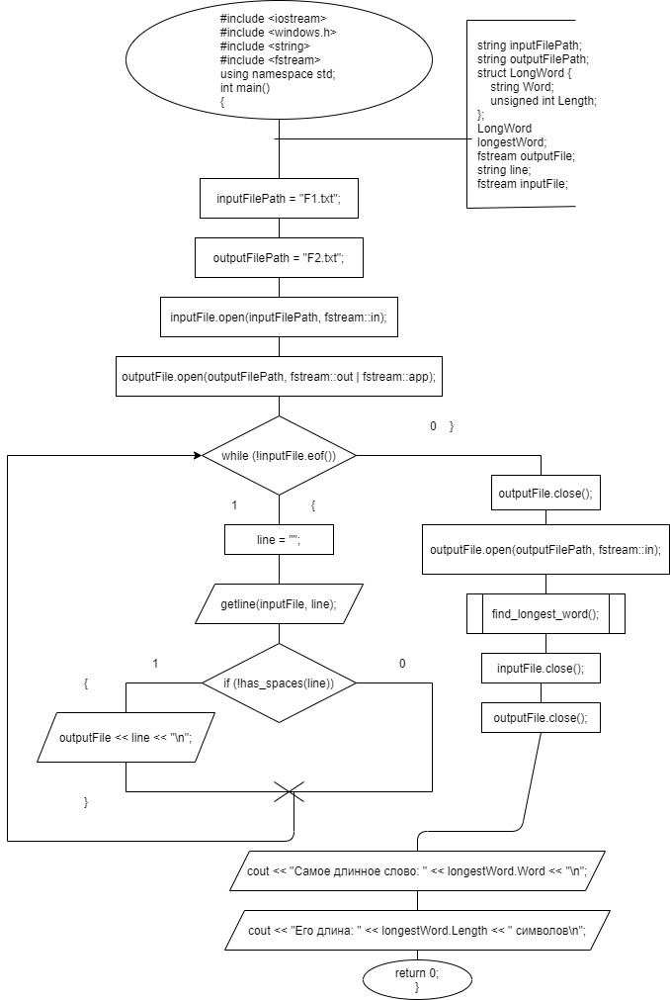 #include <iostream>
#include <windows.h>
#include <string>
#include <fstream>
using namespace std;
int main()
{
string inputFilePath;
string outputFilePath;
struct LongWord {
string Word;
unsigned int Length;
};
LongWord
longestWord;
fstream outputFile;
string line;
fstream inputFile;
inputFilePath = "F1.txt";
outputFilePath = "F2.txt";
inputFile.open(inputFilePath, fstream::in);
outputFile.open(outputFilePath, fstream::out | fstream::app);
while (!inputFile.eof())
0 }
1 {
line = "";
getline(inputFile, line);
if (!has_spaces(line))
1
0
{
outputFile << line << "\n";
}
outputFile.close();
outputFile.open(outputFilePath, fstream::in);
find_longest_word();
inputFile.close();
outputFile.close();
cout << "Самое длинное слово: " << longestWord.Word << "\n";
cout << "Его длина: " << longestWord.Length << " символов\n";
return 0;
}